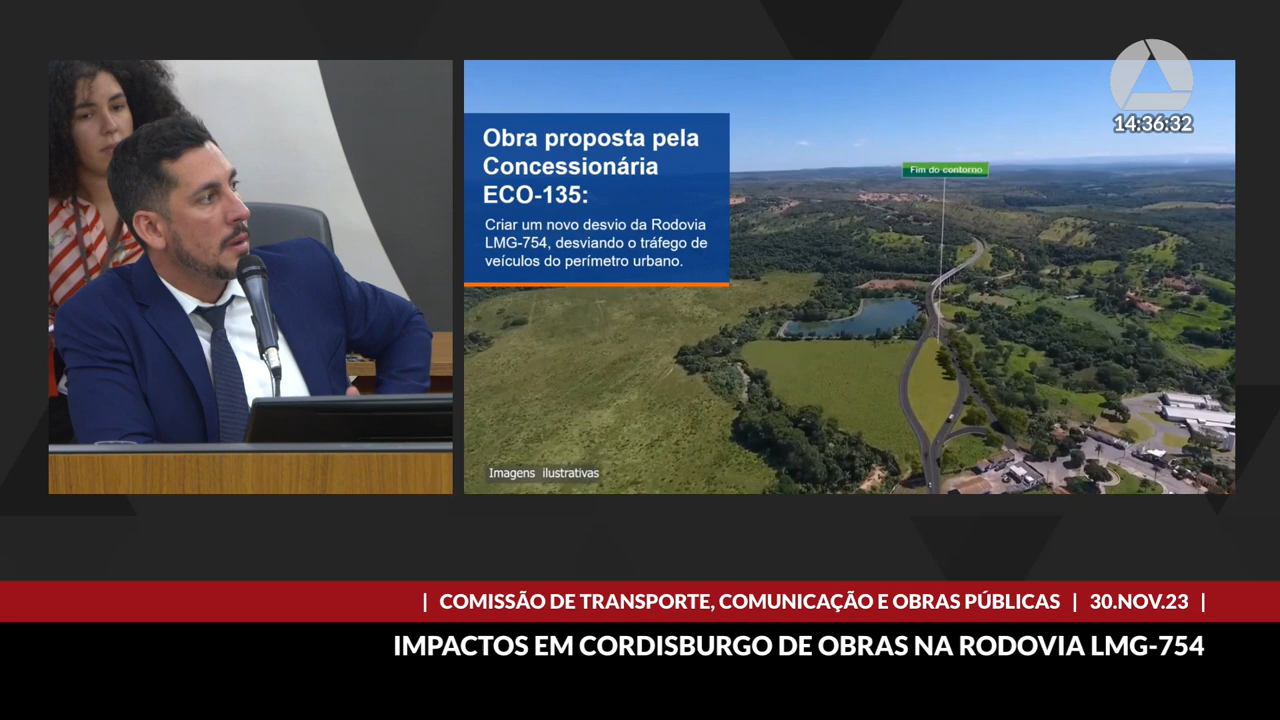 14:36:32
Obra proposta pela
Concessionária
ECO-135:
Criar um novo desvio da Rodovia
LMG-754, desviando o tráfego de
veículos do perímetro urbano.
Fim do contorno
Imagens ilustrativas
| COMISSÃO DE TRANSPORTE, COMUNICAÇÃO E OBRAS PÚBLICAS | 30.NOV.23 |
IMPACTOS EM CORDISBURGO DE OBRAS NA RODOVIA LMG-754